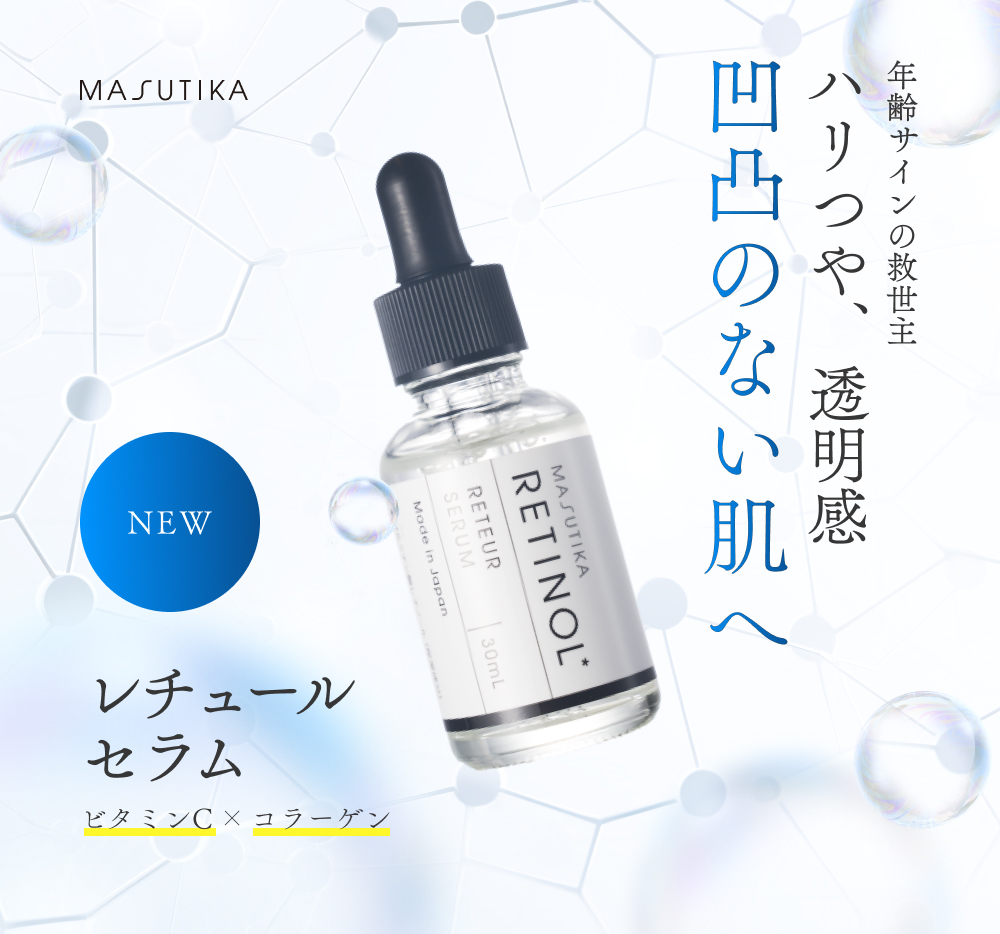 MASUTIKA
年齢サインの救世主
ハリつや、透明感
凹凸のない肌へ
MASUTIKA
RETINOL*
RETEUR
SERUM
30mL
Made in Japan
NEW
レチュール
セラム
ビタミンC × コラーゲン